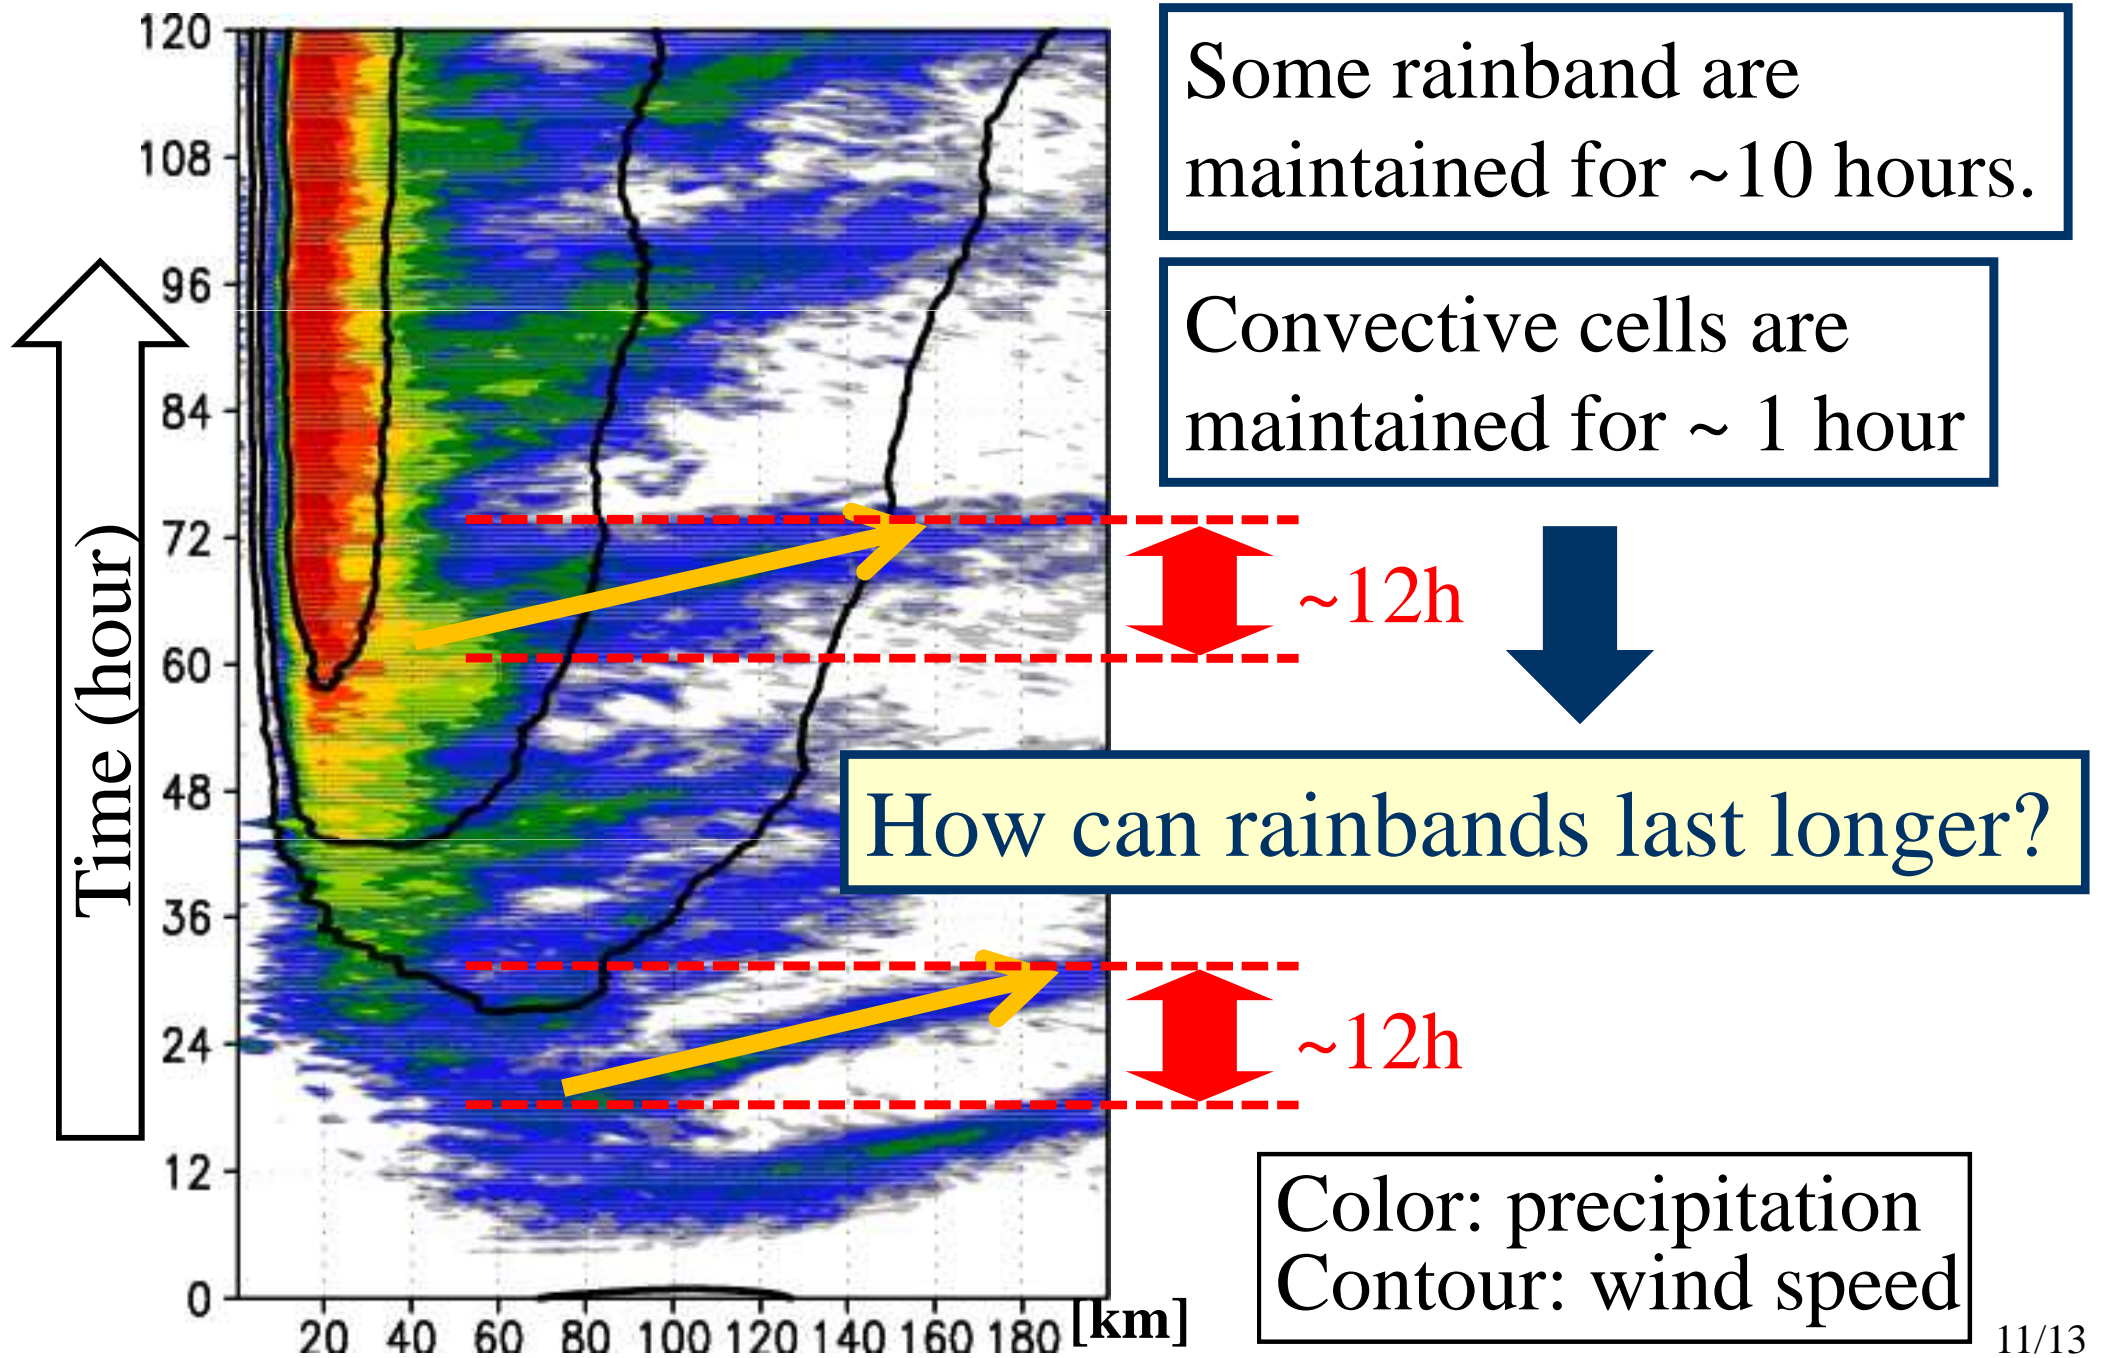 Some rainband are
maintained for ~10 hours.
Convective cells are
maintained for ~ 1 hour
~12h
How can rainbands last longer?
~12h
Color: precipitation
Contour: wind speed
Time (hour)
120
108
96
84
72
60
48
36
24
12
0
20 40 60 80 100 120 140 160 180 [km]
11/13